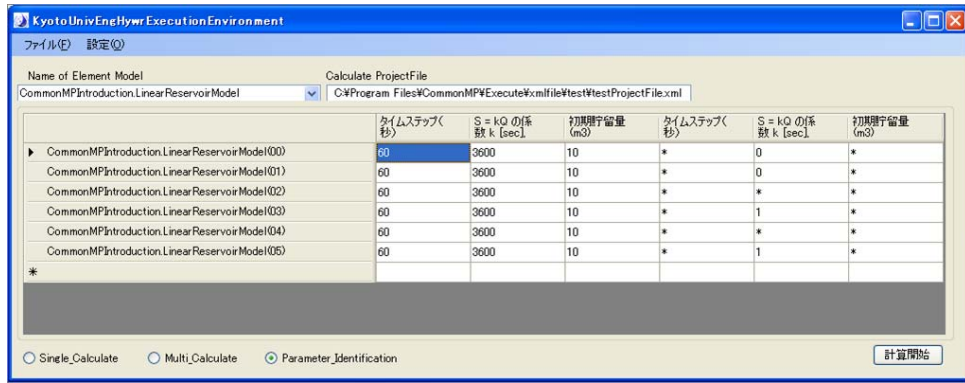 KyotoUnivEngHywrExecutionEnvironment
ファイル(F) 設定(O)
Name of Element Model Calculate ProjectFile
CommonMPIntroduction.LinearReservoirModel C:¥Program Files¥CommonMP¥Execute¥xmlfile¥test¥testProjectFile.xml
タイムステップ( S = kQ の係 初期貯留量 タイムステップ( S = kQ の係 初期貯留量
秒) 数 k [sec] (m3) 秒) 数 k [sec] (m3)
CommonMPIntroduction.LinearReservoirModel(00) 60 3600 10 * 0 *
CommonMPIntroduction.LinearReservoirModel(01) 60 3600 10 * 0 *
CommonMPIntroduction.LinearReservoirModel(02) 60 3600 10 * * *
CommonMPIntroduction.LinearReservoirModel(03) 60 3600 10 * 1 *
CommonMPIntroduction.LinearReservoirModel(04) 60 3600 10 * * *
CommonMPIntroduction.LinearReservoirModel(05) 60 3600 10 * 1 *
*
Single_Calculate Multi_Calculate Parameter_Identification 計算開始